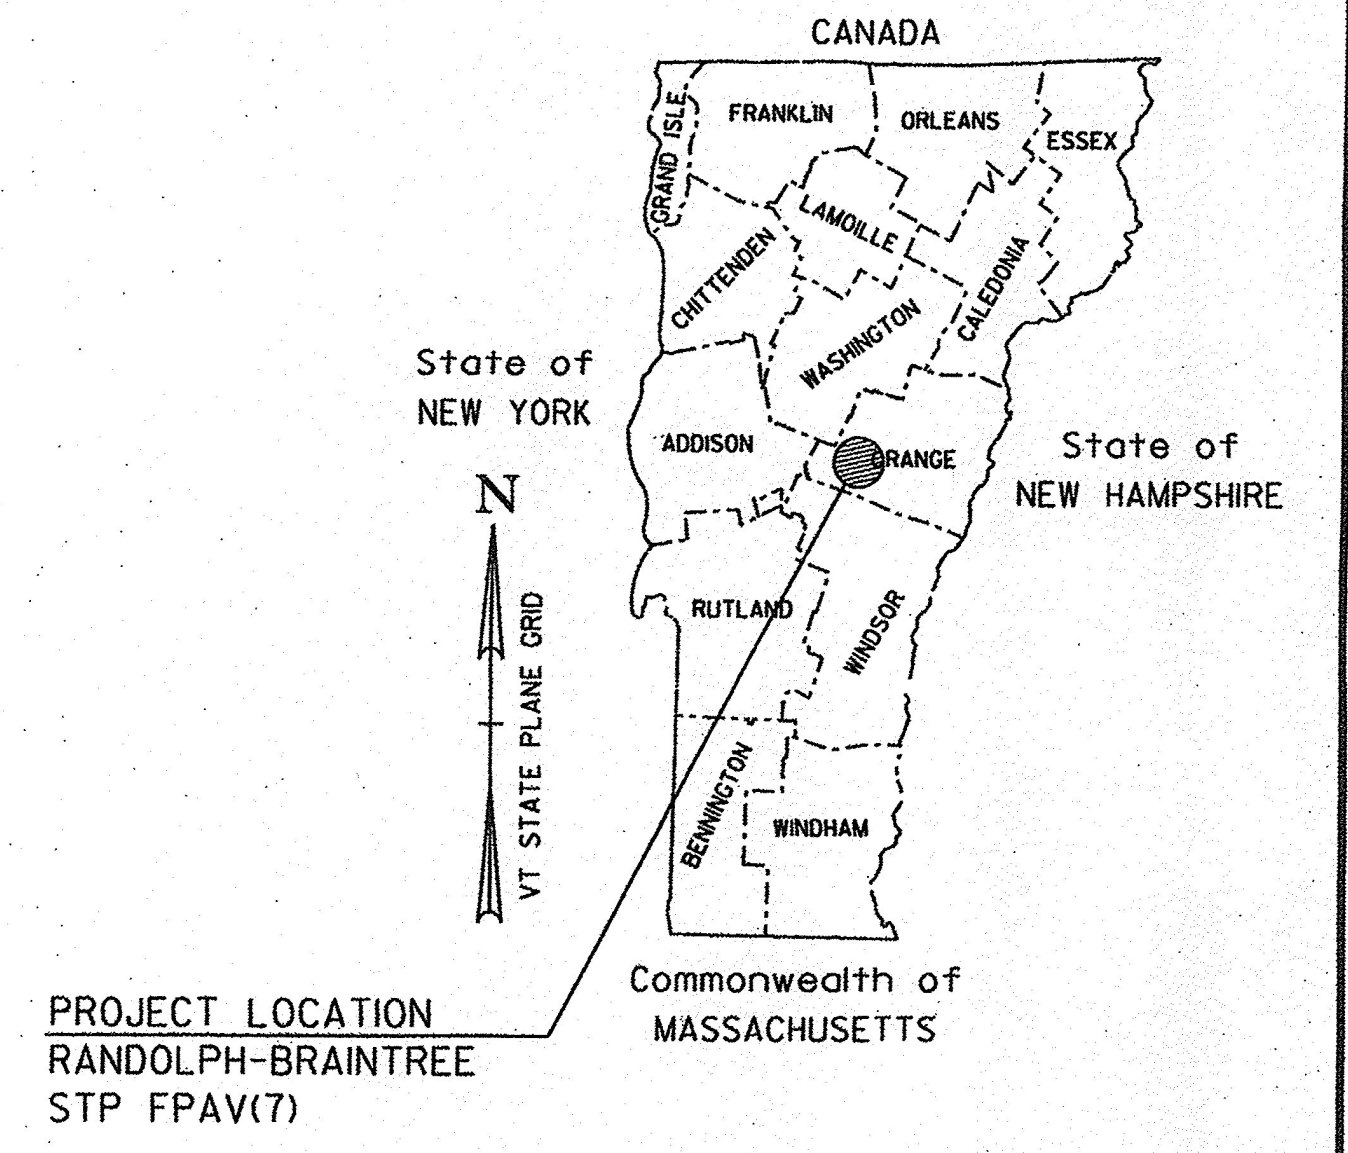 CANADA
GRAND ISLE
FRANKLIN
ORLEANS
ESSEX
LAMOILLE
CHITTENDEN
CALEDONIA
WASHINGTON
State of
NEW YORK
ADDISON
ORANGE
State of
NEW HAMPSHIRE
N
VT STATE PLANE GRID
RUTLAND
WINDSOR
BENNINGTON
WINDHAM
Commonwealth of
MASSACHUSETTS
PROJECT LOCATION
RANDOLPH-BRAINTREE
STP FPAV(7)